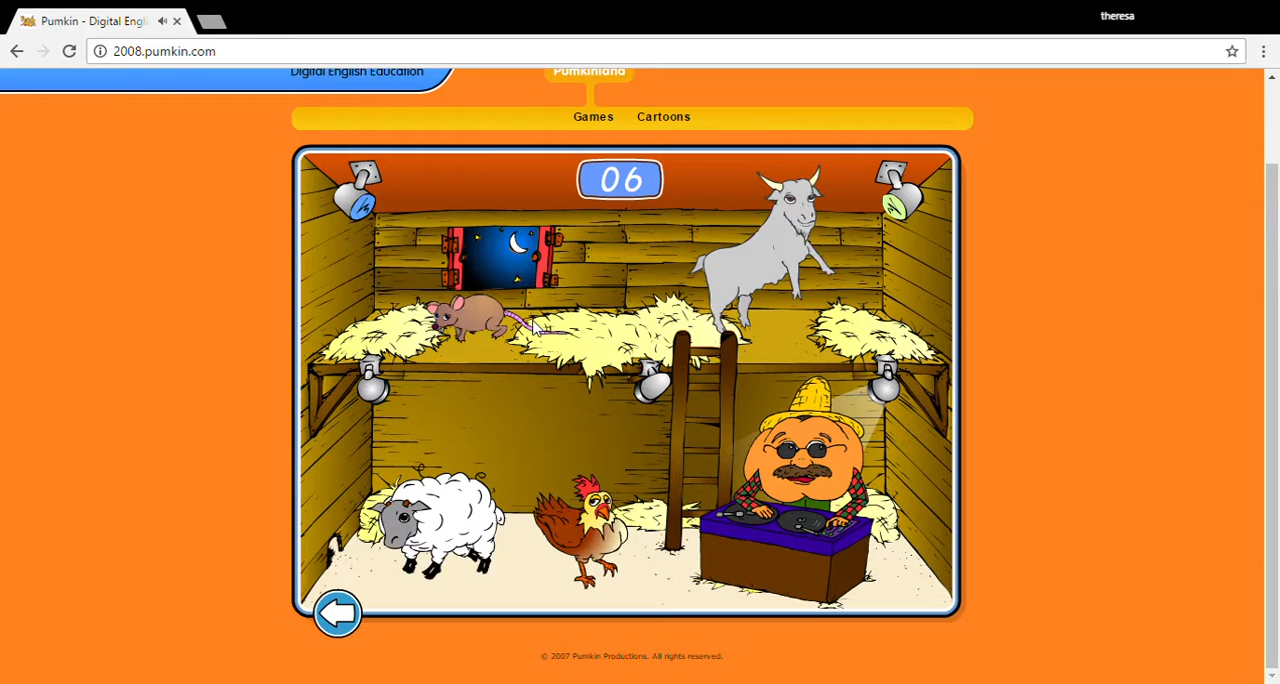 theresa
Pumkin - Digital Engli
2008.pumkin.com
Digital English Education
Pumkinland
Games Cartoons
06
© 2007 Pumkin Productions. All rights reserved.